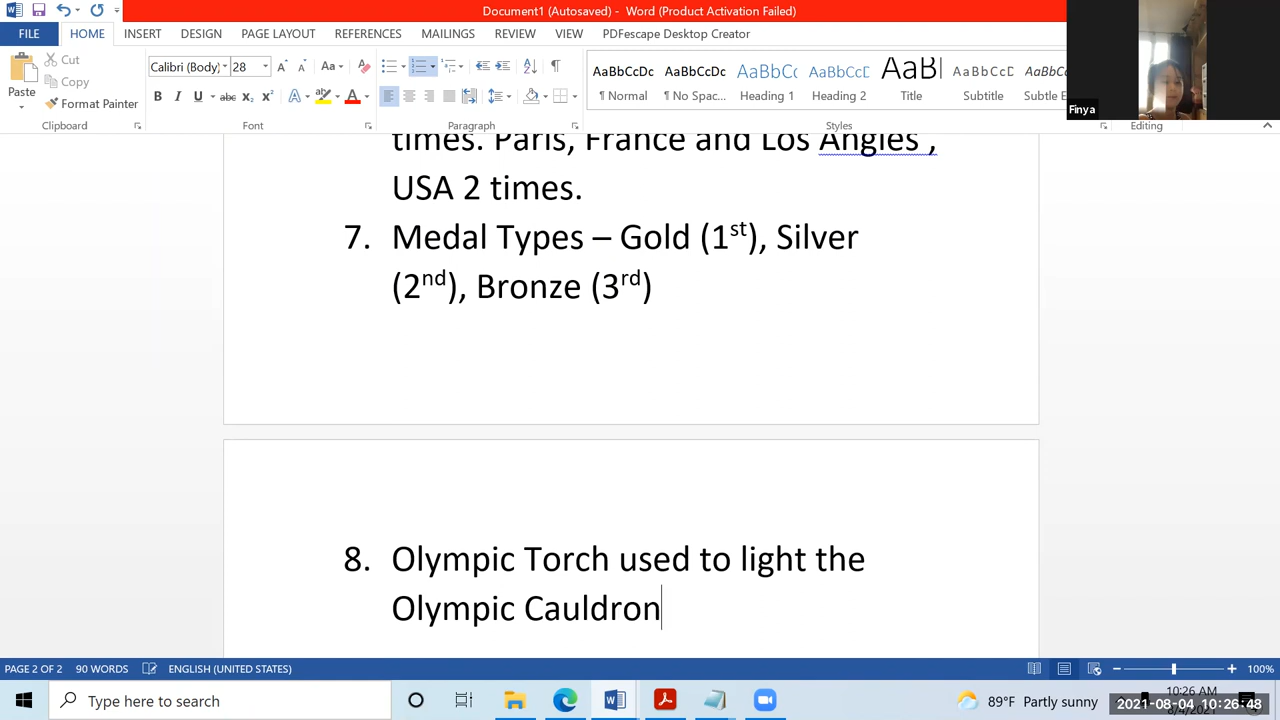 Document1 (Autosaved) - Word (Product Activation Failed)
FILE HOME INSERT DESIGN PAGE LAYOUT REFERENCES MAILINGS REVIEW VIEW PDFescape Desktop Creator
Paste
Cut
Copy
Format Painter
Clipboard
Calibri (Body) 28
Font
Paragraph
AaBbCcDc AaBbCcDc AaBbCc AaBbCcD AaBl AaBbCcD AaBbCc
¶ Normal ¶ No Spac... Heading 1 Heading 2 Title Subtitle Subtle E
Styles
Editing
Finya
times. Paris, France and Los Angles ,
USA 2 times.
7. Medal Types – Gold (1st), Silver
(2nd), Bronze (3rd)
8. Olympic Torch used to light the
Olympic Cauldron
PAGE 2 OF 2 90 WORDS ENGLISH (UNITED STATES) 100%
Type here to search
89°F Partly sunny
10:26 AM
2021-08-04 10:26:48